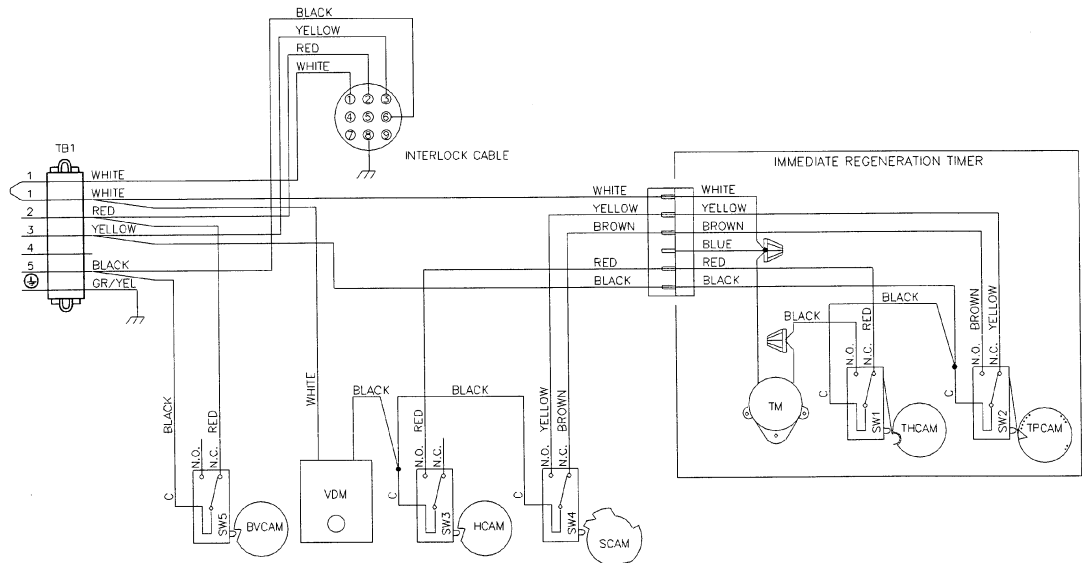 BLACK
YELLOW
RED
WHITE
1 2 3
4 5 6
7 8 9
INTERLOCK CABLE
TB1
1 WHITE
1 WHITE
2 RED
3 YELLOW
4
5 BLACK
GR/YEL
IMMEDIATE REGENERATION TIMER
WHITE WHITE
YELLOW YELLOW
BROWN BROWN
BLUE
RED RED
BLACK BLACK
BLACK
BLACK
BROWN
YELLOW
RED
N.O.
N.C.
N.O.
N.C.
C
C
TM
SW1
THCAM
SW2
TPCAM
BLACK
RED
WHITE
BLACK
RED
BLACK
YELLOW
BROWN
N.O.
N.C.
N.O.
N.C.
N.O.
N.C.
C
C
C
SW5
BVCAM
VDM
SW3
HCAM
SW4
SCAM